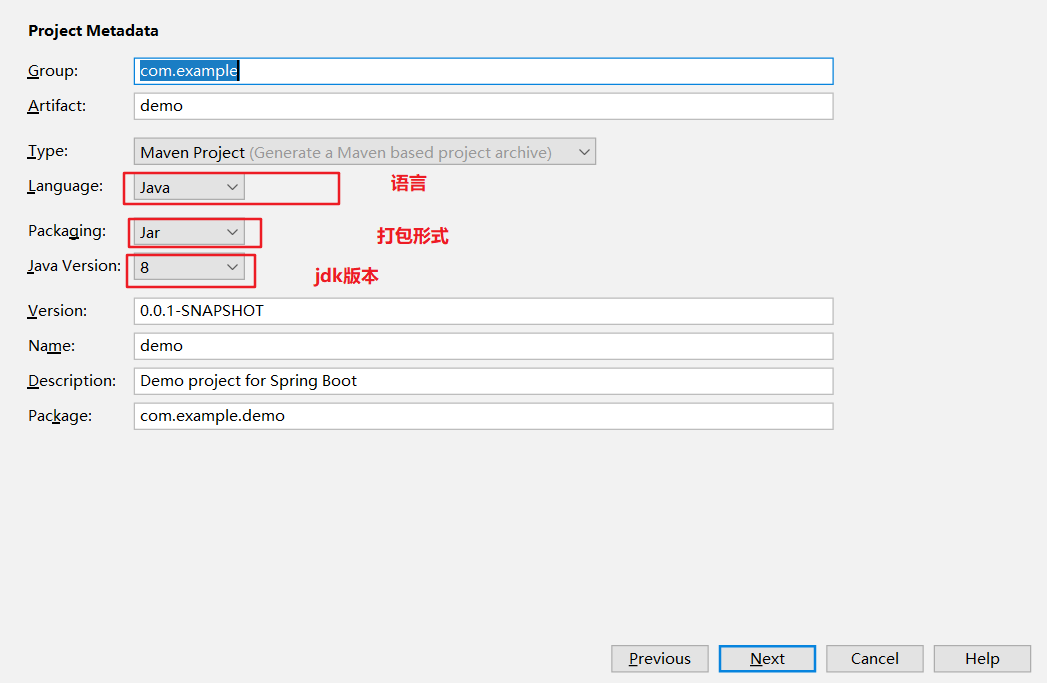 Project Metadata
Group: com.example
Artifact: demo
Type: Maven Project (Generate a Maven based project archive)
Language: Java 语言
Packaging: Jar 打包形式
Java Version: 8 jdk版本
Version: 0.0.1-SNAPSHOT
Name: demo
Description: Demo project for Spring Boot
Package: com.example.demo
Previous Next Cancel Help